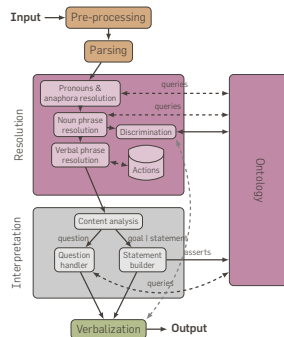 Input
Pre-processing
Parsing
Resolution
Pronouns &
anaphora resolution
queries
queries
Noun phrase
resolution
Discrimination
Verbal phrase
resolution
Actions
Ontology
Interpretation
Content analysis
question
goal | statement
Question
handler
Statement
builder
asserts
queries
Verbalization
Output